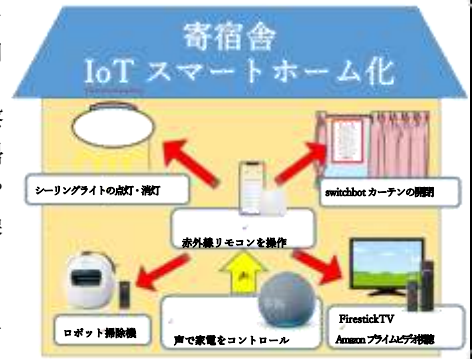 寄宿舎
IoT スマートホーム化
シーリングライトの点灯・消灯
switchbot カーテンの開閉
赤外線リモコンを操作
声
ロボット掃除機
声で家電をコントロール
FirestickTV
Amazon プライムビデオ視聴